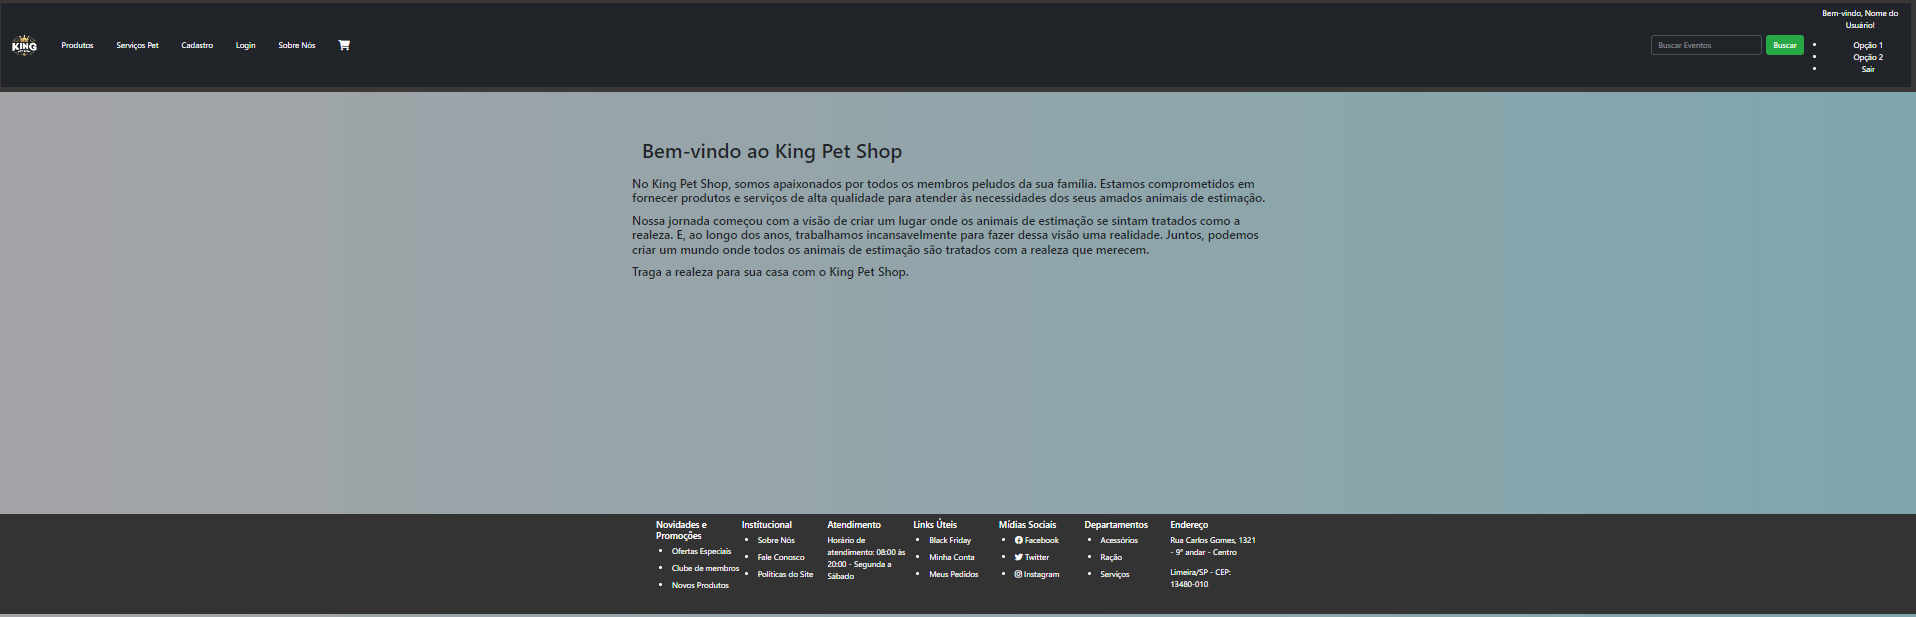 KING
Produtos
Serviços Pet
Cadastro
Login
Sobre Nós
Buscar Eventos
Buscar
Bem-vindo, Nome do
Usuário!
Opção 1
Opção 2
Sair
Bem-vindo ao King Pet Shop
No King Pet Shop, somos apaixonados por todos os membros peludos da sua família. Estamos comprometidos em
fornecer produtos e serviços de alta qualidade para atender às necessidades dos seus amados animais de estimação.
Nossa jornada começou com a visão de criar um lugar onde os animais de estimação se sintam tratados como a
realeza. E, ao longo dos anos, trabalhamos incansavelmente para fazer dessa visão uma realidade. Juntos, podemos
criar um mundo onde todos os animais de estimação são tratados com a realeza que merecem.
Traga a realeza para sua casa com o King Pet Shop.
Novidades e
Promoções
Ofertas Especiais
Clube de membros
Novos Produtos
Institucional
Sobre Nós
Fale Conosco
Políticas do Site
Atendimento
Horário de
atendimento: 08:00 às
20:00 - Segunda a
Sábado
Links Úteis
Black Friday
Minha Conta
Meus Pedidos
Mídias Sociais
Facebook
Twitter
Instagram
Departamentos
Acessórios
Ração
Serviços
Endereço
Rua Carlos Gomes, 1321
- 9º andar - Centro
Limeira/SP - CEP:
13480-010